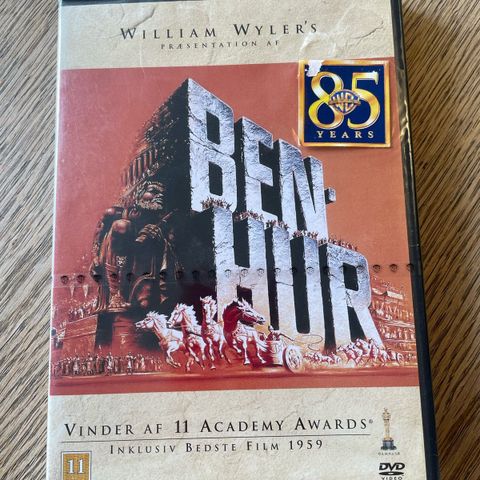 WILLIAM WYLER'S
PRÆSENTATION AF
85
WB
YEARS
BEN-
HUR
VINDER AF 11 ACADEMY AWARDS®
INKLUSIV BEDSTE FILM 1959
11
DVD
VIDEO